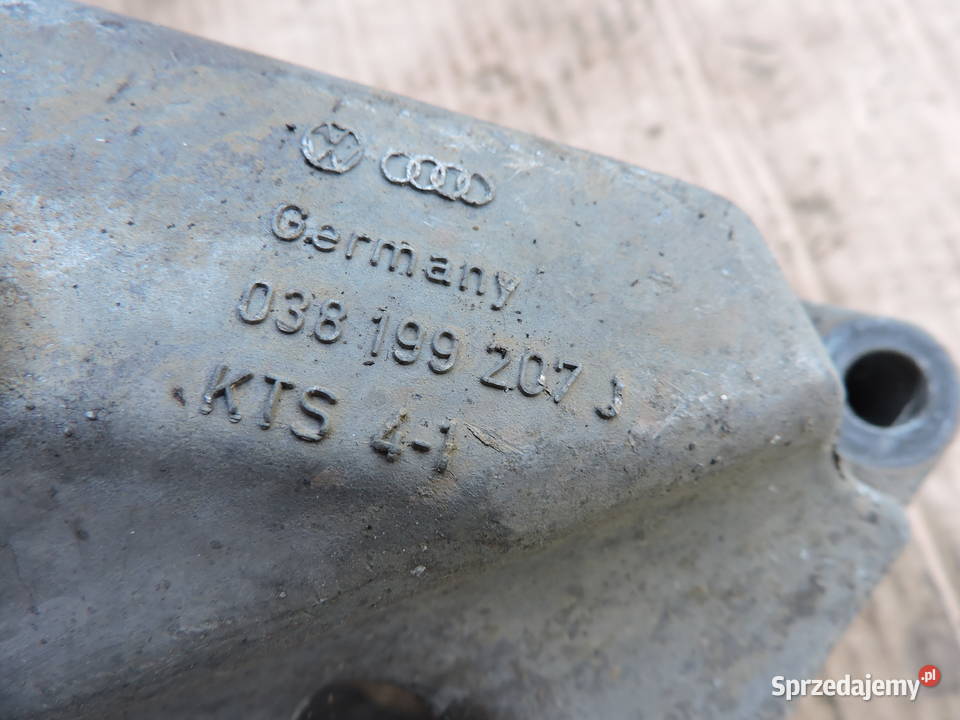 Germany
038 199 207 J
KTS 4-1
Sprzedajemy.pl